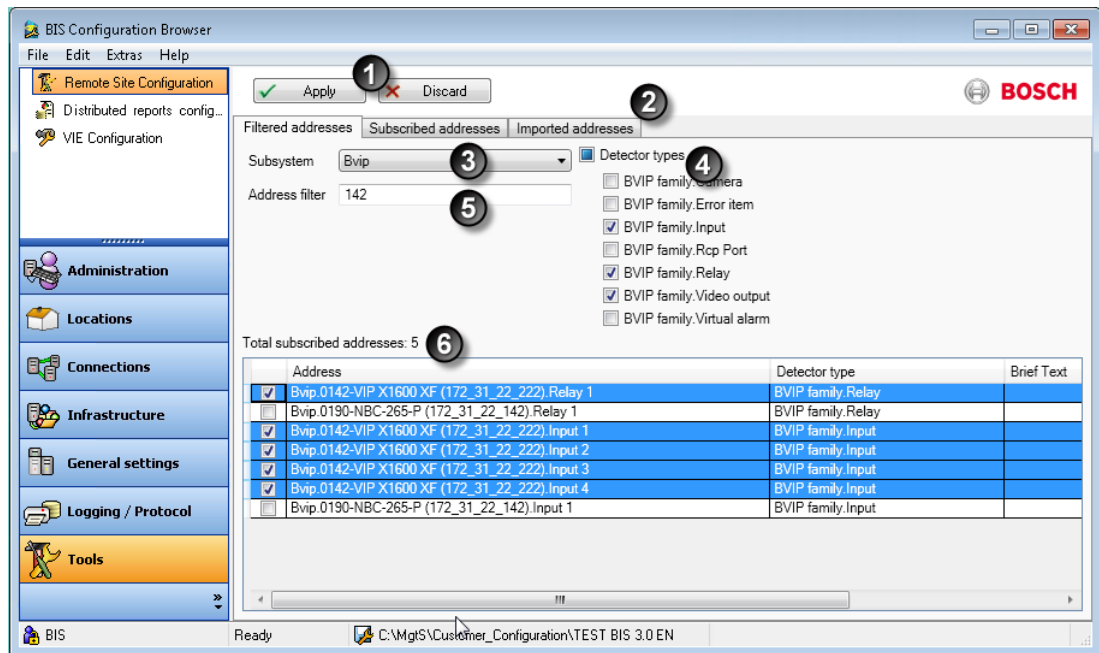 BIS Configuration Browser
File Edit Extras Help
Remote Site Configuration
Distributed reports config...
VIE Configuration
Administration
Locations
Connections
Infrastructure
General settings
Logging / Protocol
Tools
»
1
Apply
Discard
BOSCH
2
Filtered addresses Subscribed addresses Imported addresses
Subsystem Bvip 3
Address filter 142 5
Detector types 4
BVIP family.Camera
BVIP family.Error item
BVIP family.Input
BVIP family.Rcp Port
BVIP family.Relay
BVIP family.Video output
BVIP family.Virtual alarm
Total subscribed addresses: 5 6
Address Detector type Brief Text
Bvip.0142-VIP X1600 XF (172_31_22_222).Relay 1 BVIP family.Relay
Bvip.0190-NBC-265-P (172_31_22_142).Relay 1 BVIP family.Relay
Bvip.0142-VIP X1600 XF (172_31_22_222).Input 1 BVIP family.Input
Bvip.0142-VIP X1600 XF (172_31_22_222).Input 2 BVIP family.Input
Bvip.0142-VIP X1600 XF (172_31_22_222).Input 3 BVIP family.Input
Bvip.0142-VIP X1600 XF (172_31_22_222).Input 4 BVIP family.Input
Bvip.0190-NBC-265-P (172_31_22_142).Input 1 BVIP family.Input
BIS Ready C:\MgtS\Customer_Configuration\TEST BIS 3.0 EN